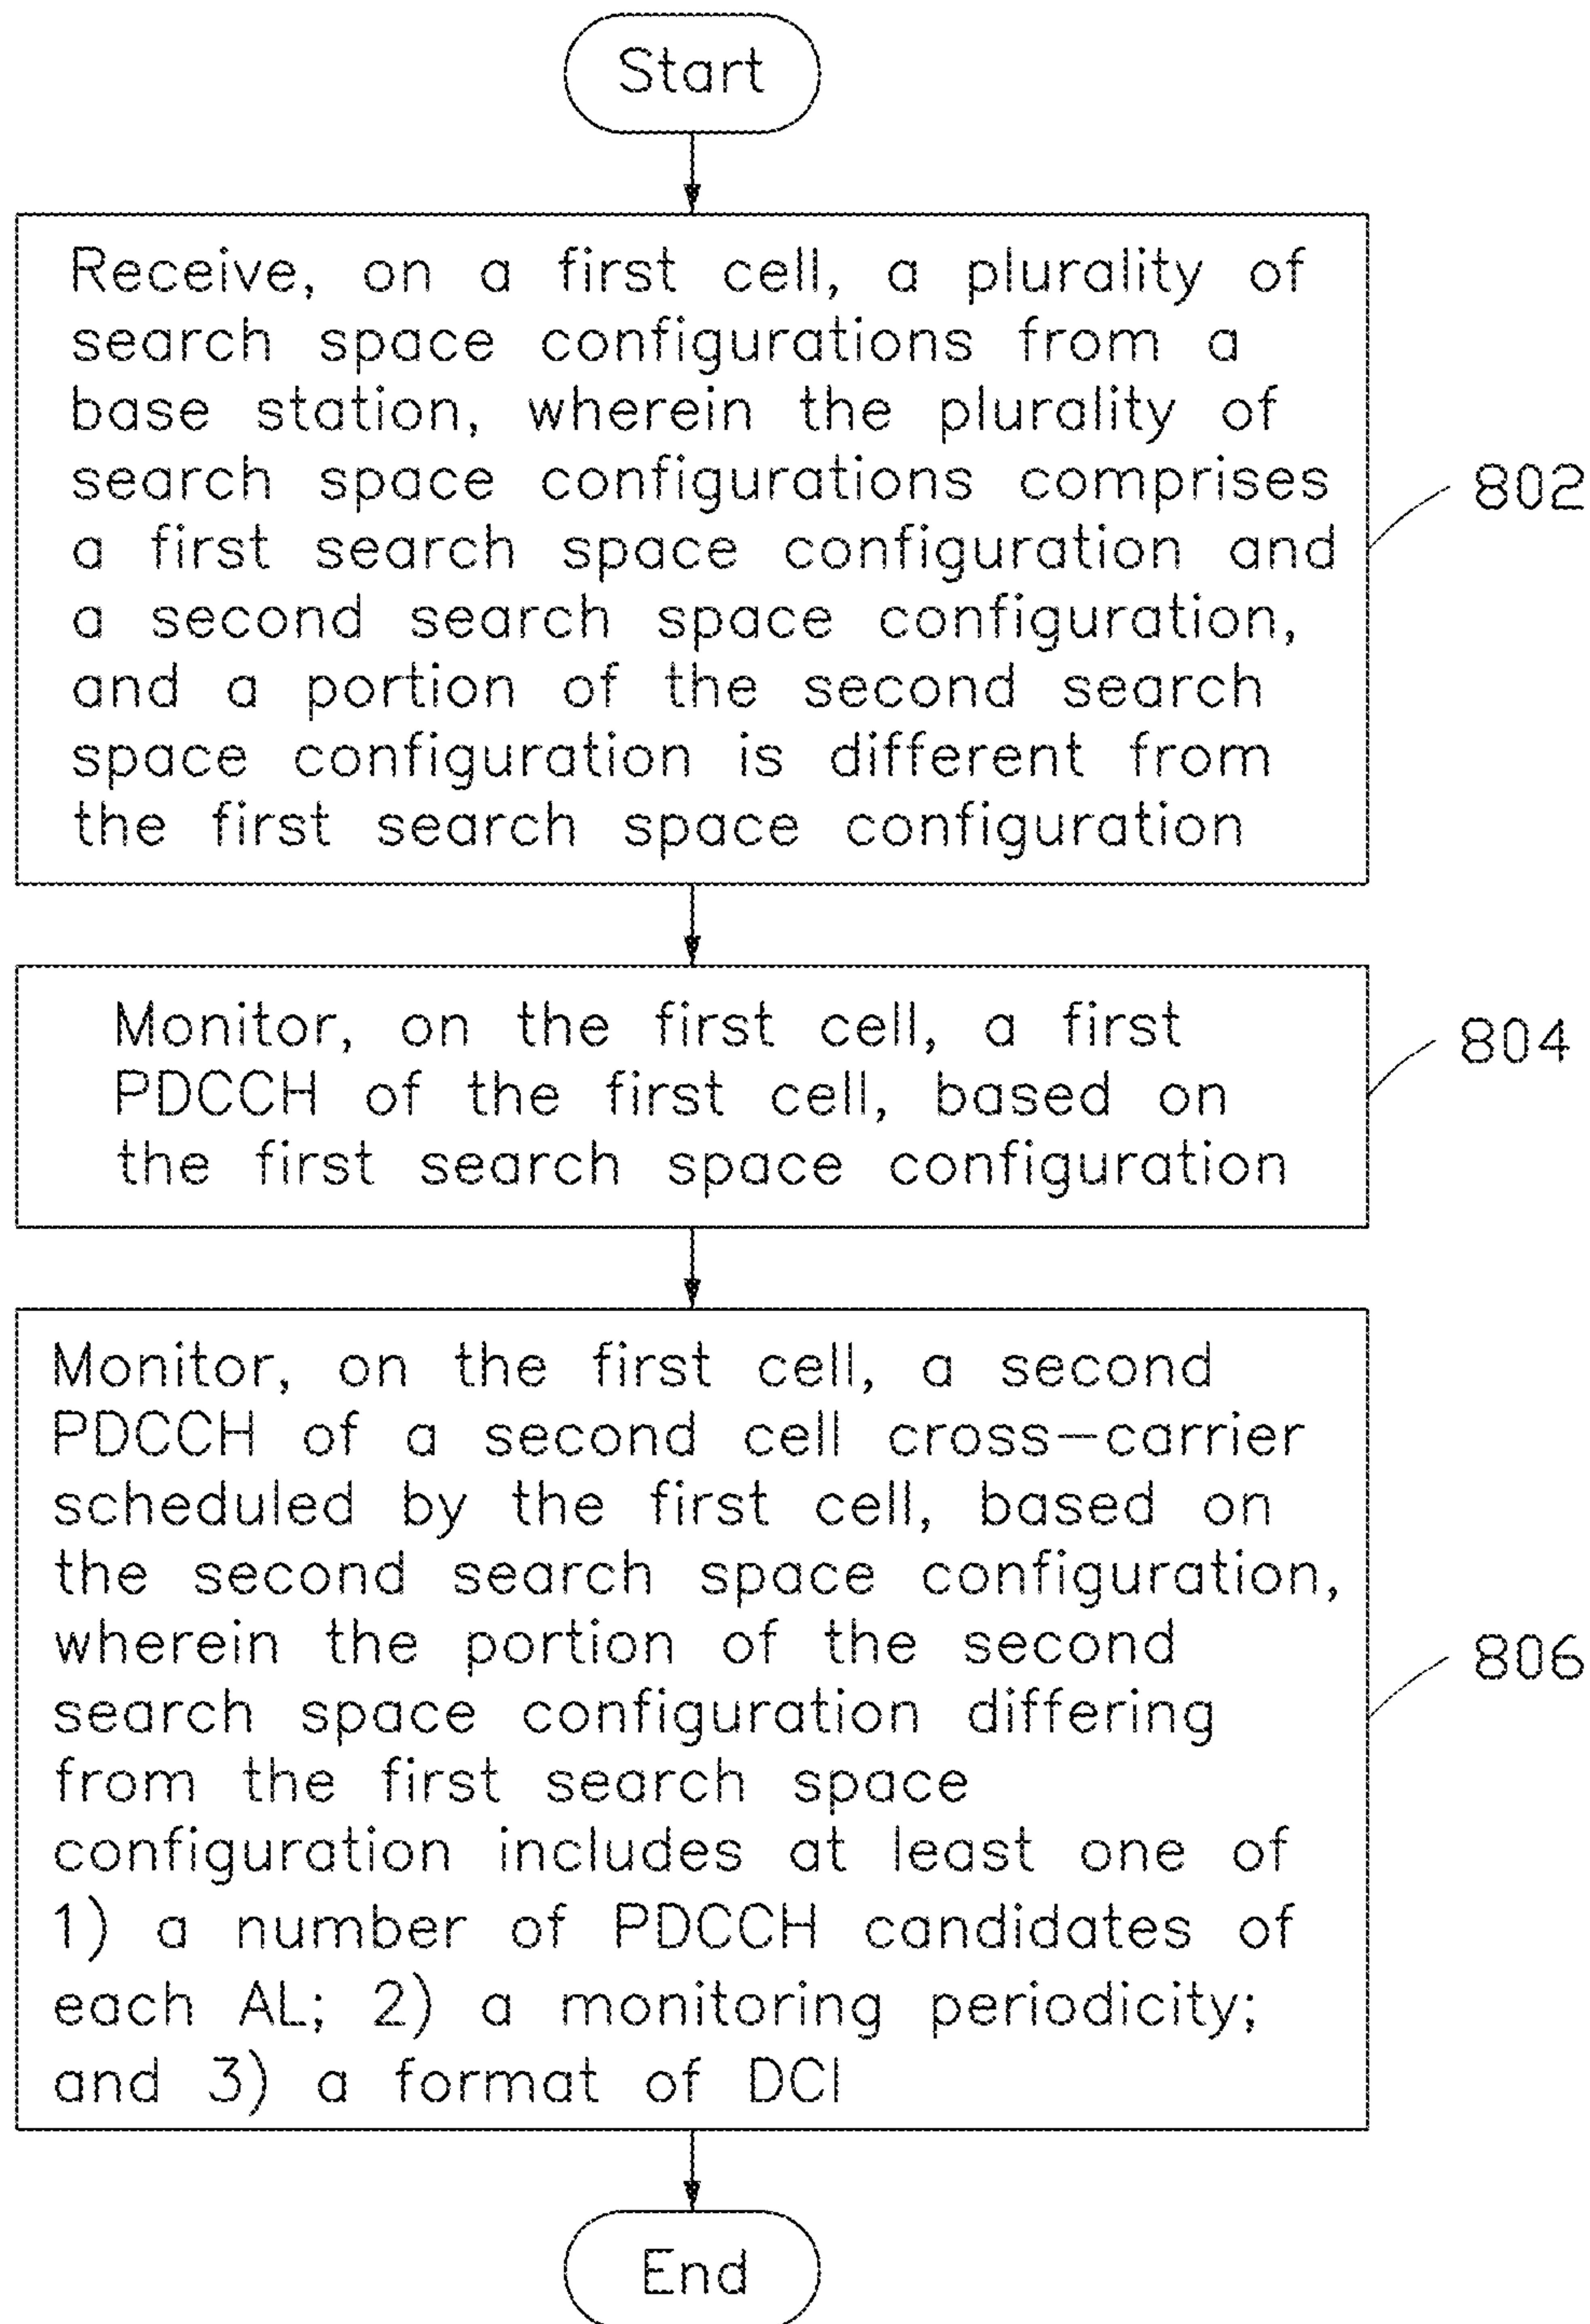 Start
Receive, on a first cell, a plurality of
search space configurations from a
base station, wherein the plurality of
search space configurations comprises
a first search space configuration and
a second search space configuration,
and a portion of the second search
space configuration is different from
the first search space configuration
802
Monitor, on the first cell, a first
PDCCH of the first cell, based on
the first search space configuration
804
Monitor, on the first cell, a second
PDCCH of a second cell cross-carrier
scheduled by the first cell, based on
the second search space configuration,
wherein the portion of the second
search space configuration differing
from the first search space
configuration includes at least one of
1) a number of PDCCH candidates of
each AL; 2) a monitoring periodicity;
and 3) a format of DCI
806
End